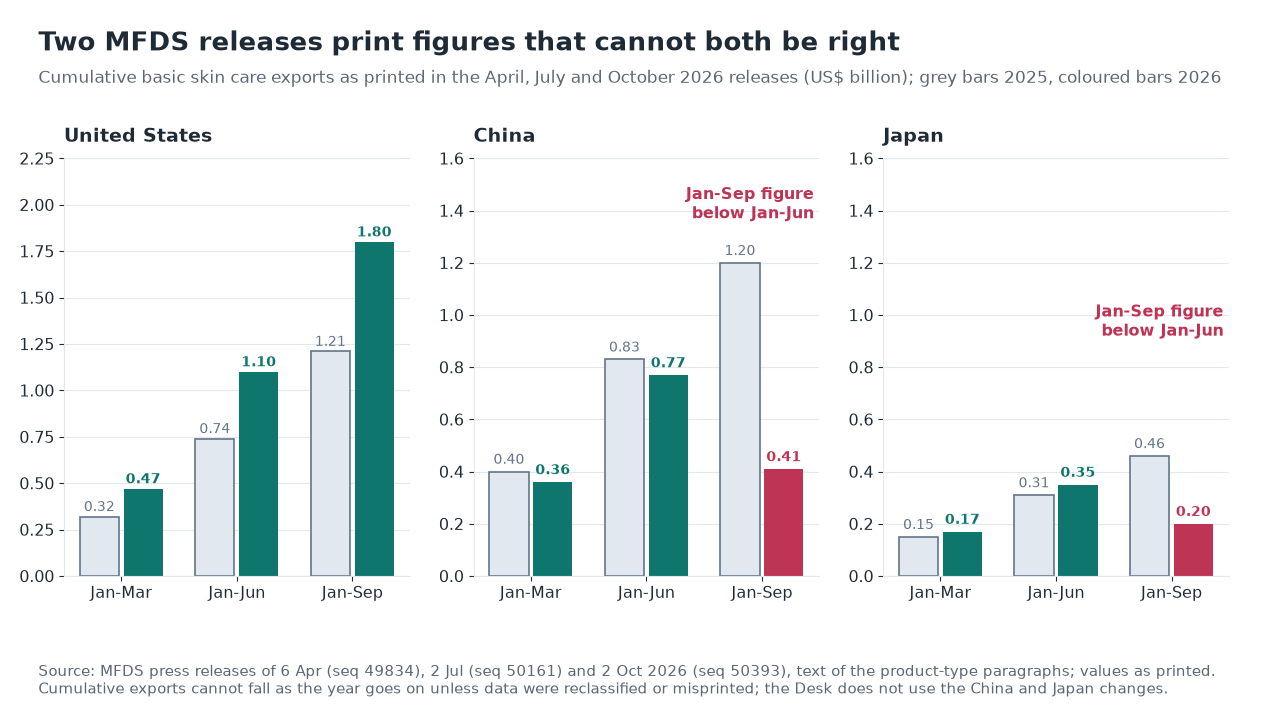 Two MFDS releases print figures that cannot both be right
Cumulative basic skin care exports as printed in the April, July and October 2026 releases (US$ billion); grey bars 2025, coloured bars 2026
United States
2.25
2.00
1.75
1.50
1.25
1.00
0.75
0.50
0.25
0.00
0.32
0.47
0.74
1.10
1.21
1.80
Jan-Mar
Jan-Jun
Jan-Sep
China
1.6
1.4
1.2
1.0
0.8
0.6
0.4
0.2
0.0
Jan-Sep figure
below Jan-Jun
0.40
0.36
0.83
0.77
1.20
0.41
Jan-Mar
Jan-Jun
Jan-Sep
Japan
1.6
1.4
1.2
1.0
0.8
0.6
0.4
0.2
0.0
Jan-Sep figure
below Jan-Jun
0.15
0.17
0.31
0.35
0.46
0.20
Jan-Mar
Jan-Jun
Jan-Sep
Source: MFDS press releases of 6 Apr (seq 49834), 2 Jul (seq 50161) and 2 Oct 2026 (seq 50393), text of the product-type paragraphs; values as printed.
Cumulative exports cannot fall as the year goes on unless data were reclassified or misprinted; the Desk does not use the China and Japan changes.